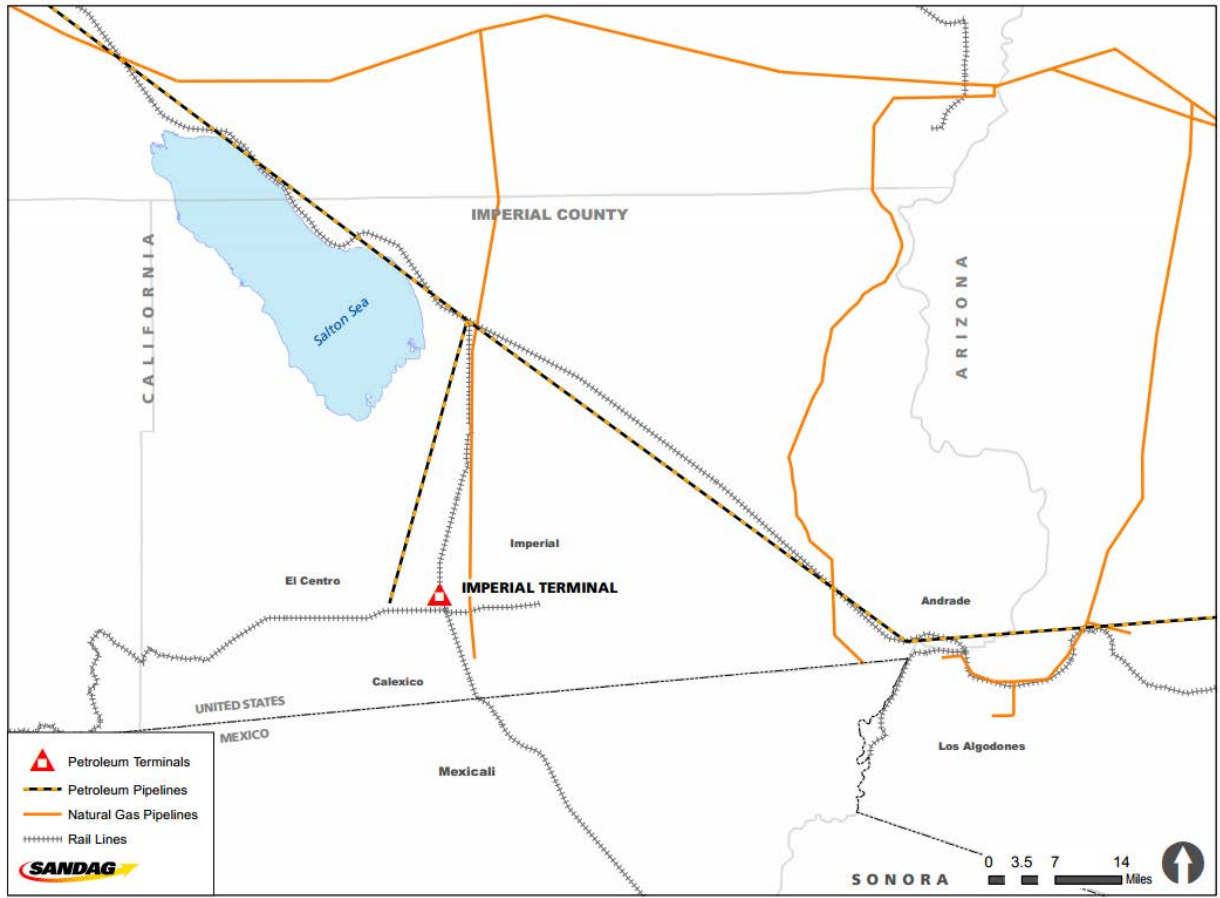 IMPERIAL COUNTY
CALIFORNIA
Salton Sea
ARIZONA
Imperial
El Centro
IMPERIAL TERMINAL
Andrade
Calexico
UNITED STATES
MEXICO
Los Algodones
Mexicali
Petroleum Terminals
Petroleum Pipelines
Natural Gas Pipelines
Rail Lines
SANDAG
SONORA
0 3.5 7 14
Miles